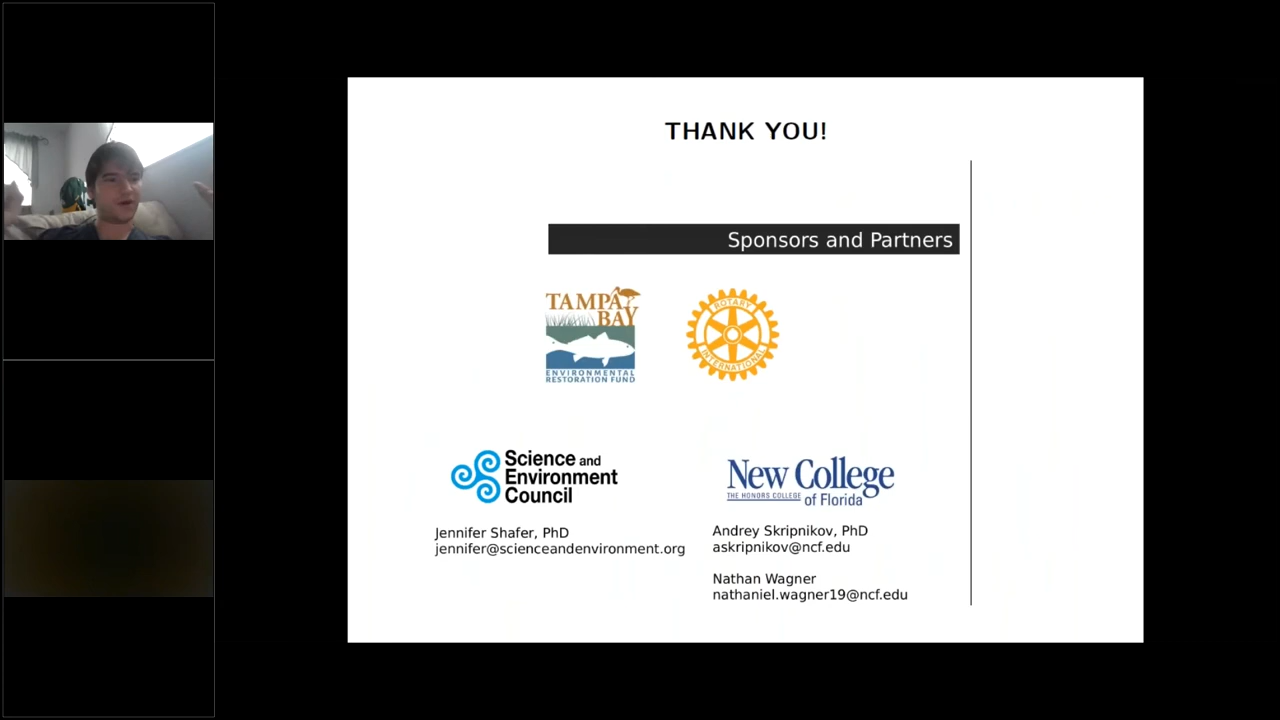 THANK YOU!
Sponsors and Partners
TAMPA
BAY
ENVIRONMENTAL
RESTORATION FUND
ROTARY
INTERNATIONAL
Science and
Environment
Council
New College
THE HONORS COLLEGE of Florida
Jennifer Shafer, PhD
jennifer@scienceandenvironment.org
Andrey Skripnikov, PhD
askripnikov@ncf.edu
Nathan Wagner
nathaniel.wagner19@ncf.edu